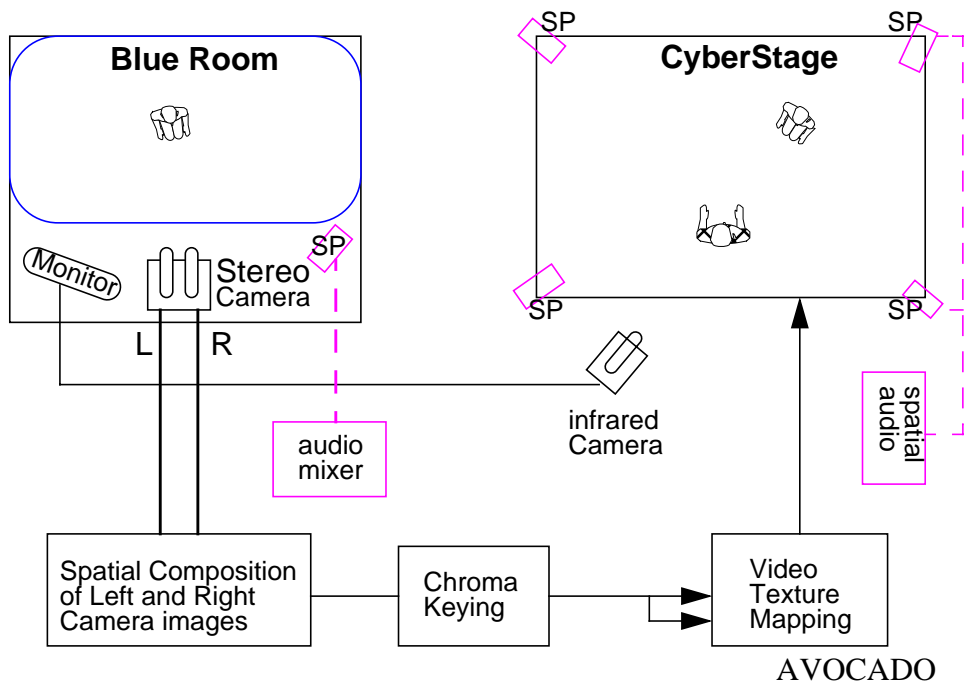 SP
SP
Blue Room
CyberStage
SP
Monitor
Stereo
Camera
SP
SP
L
R
infrared
Camera
spatial
audio
audio
mixer
Spatial Composition
of Left and Right
Camera images
Chroma
Keying
Video
Texture
Mapping
AVOCADO